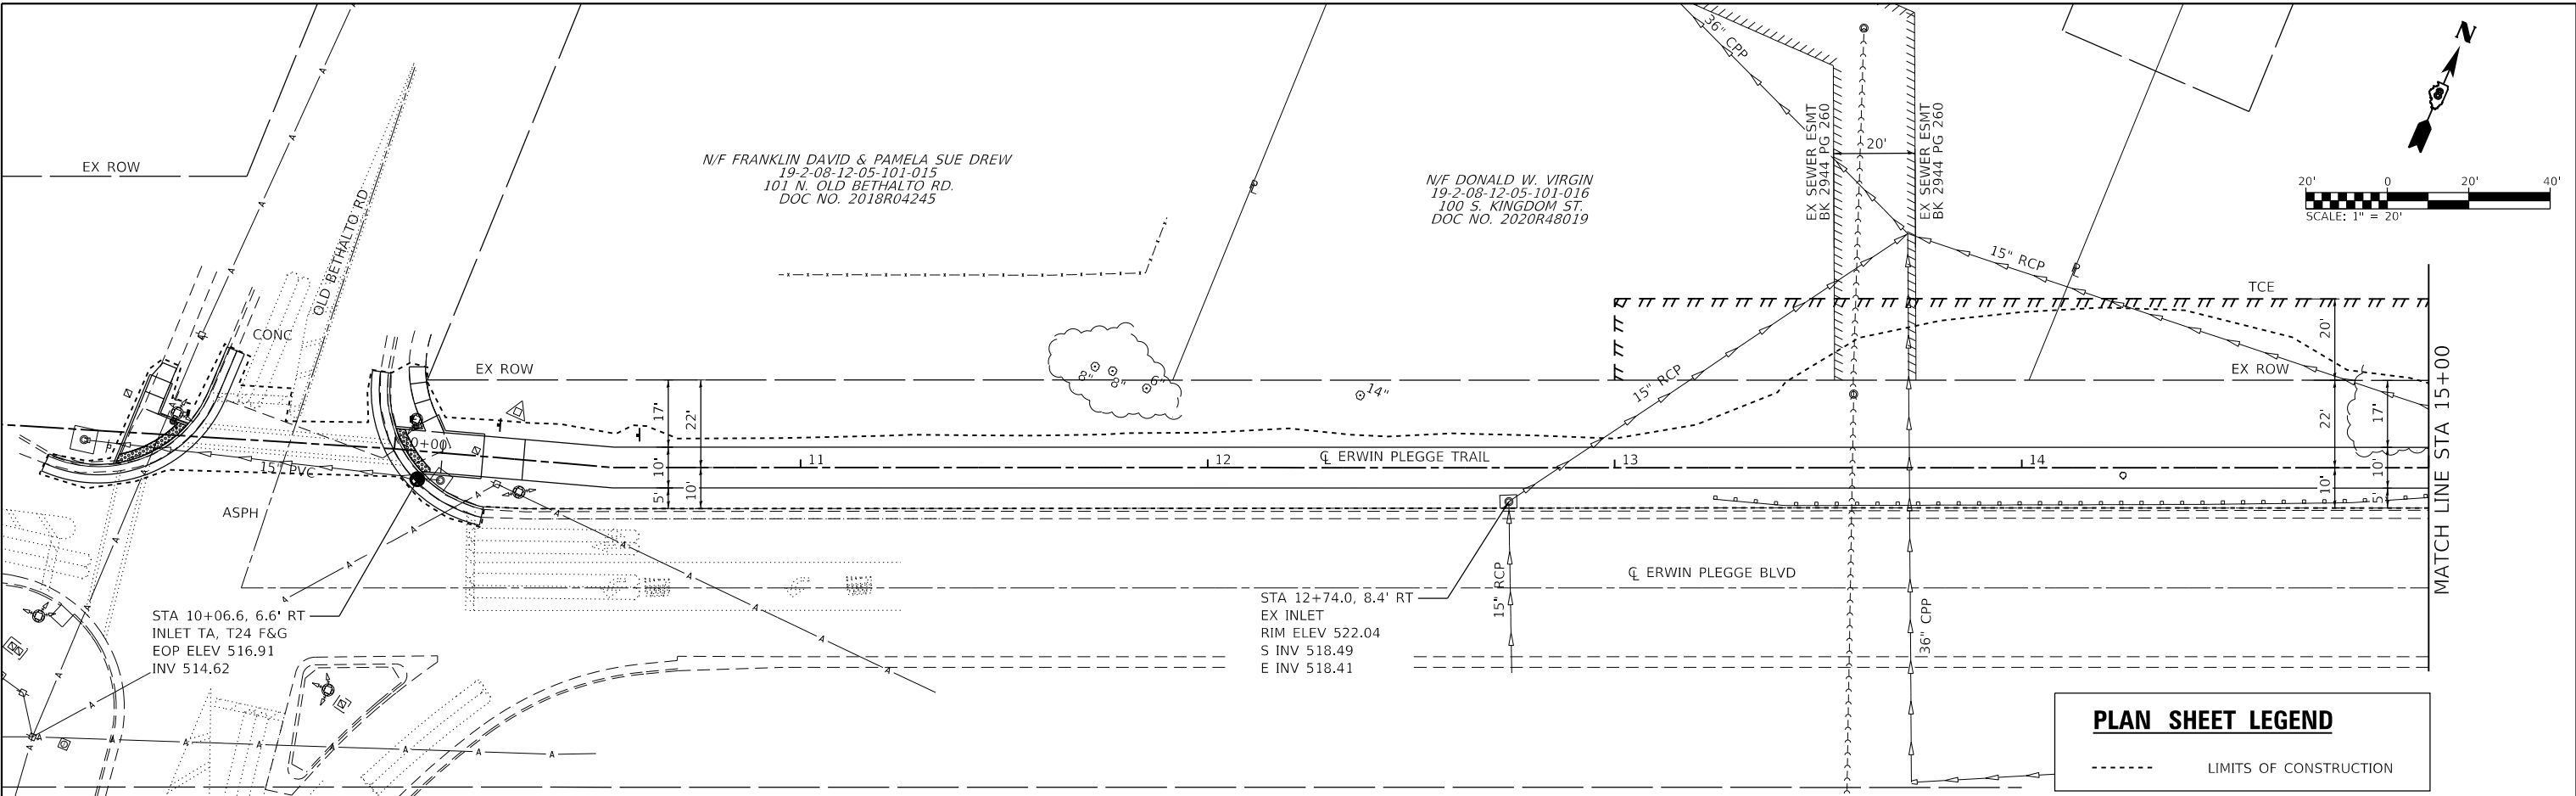 EX ROW
OLD BETHALTO RD
CONC
N/F FRANKLIN DAVID & PAMELA SUE DREW
19-2-08-12-05-101-015
101 N. OLD BETHALTO RD.
DOC NO. 2018R04245
N/F DONALD W. VIRGIN
19-2-08-12-05-101-016
100 S. KINGDOM ST.
DOC NO. 2020R48019
36" CPP
EX SEWER ESMT
BK 2944 PG 260
20'
EX SEWER ESMT
BK 2944 PG 260
N
20' 0 20' 40'
SCALE: 1" = 20'
15" RCP
TCE
EX ROW
8" 8" 6"
14"
15" RCP
20'
EX ROW
17' 22'
22' 17'
10+00
11
12
℄ ERWIN PLEGGE TRAIL
13
14
15" PVC
10'
5' 10'
10'
10' 5'
MATCH LINE STA 15+00
ASPH
℄ ERWIN PLEGGE BLVD
15" RCP
36" CPP
STA 10+06.6, 6.6' RT
INLET TA, T24 F&G
EOP ELEV 516.91
INV 514.62
STA 12+74.0, 8.4' RT
EX INLET
RIM ELEV 522.04
S INV 518.49
E INV 518.41
PLAN SHEET LEGEND
LIMITS OF CONSTRUCTION